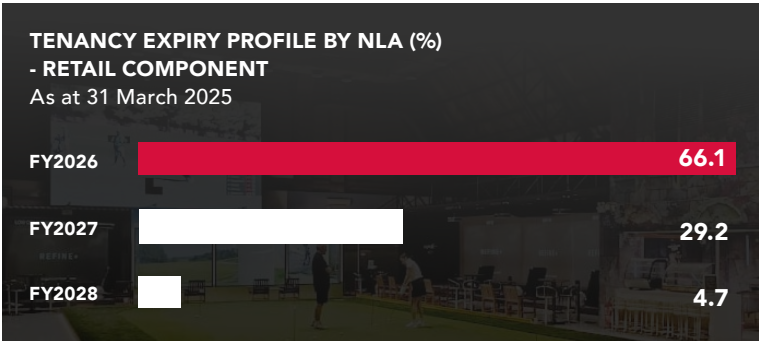 TENANCY EXPIRY PROFILE BY NLA (%)
- RETAIL COMPONENT
As at 31 March 2025
FY2026 66.1
FY2027 29.2
REFINE+
FY2028 4.7